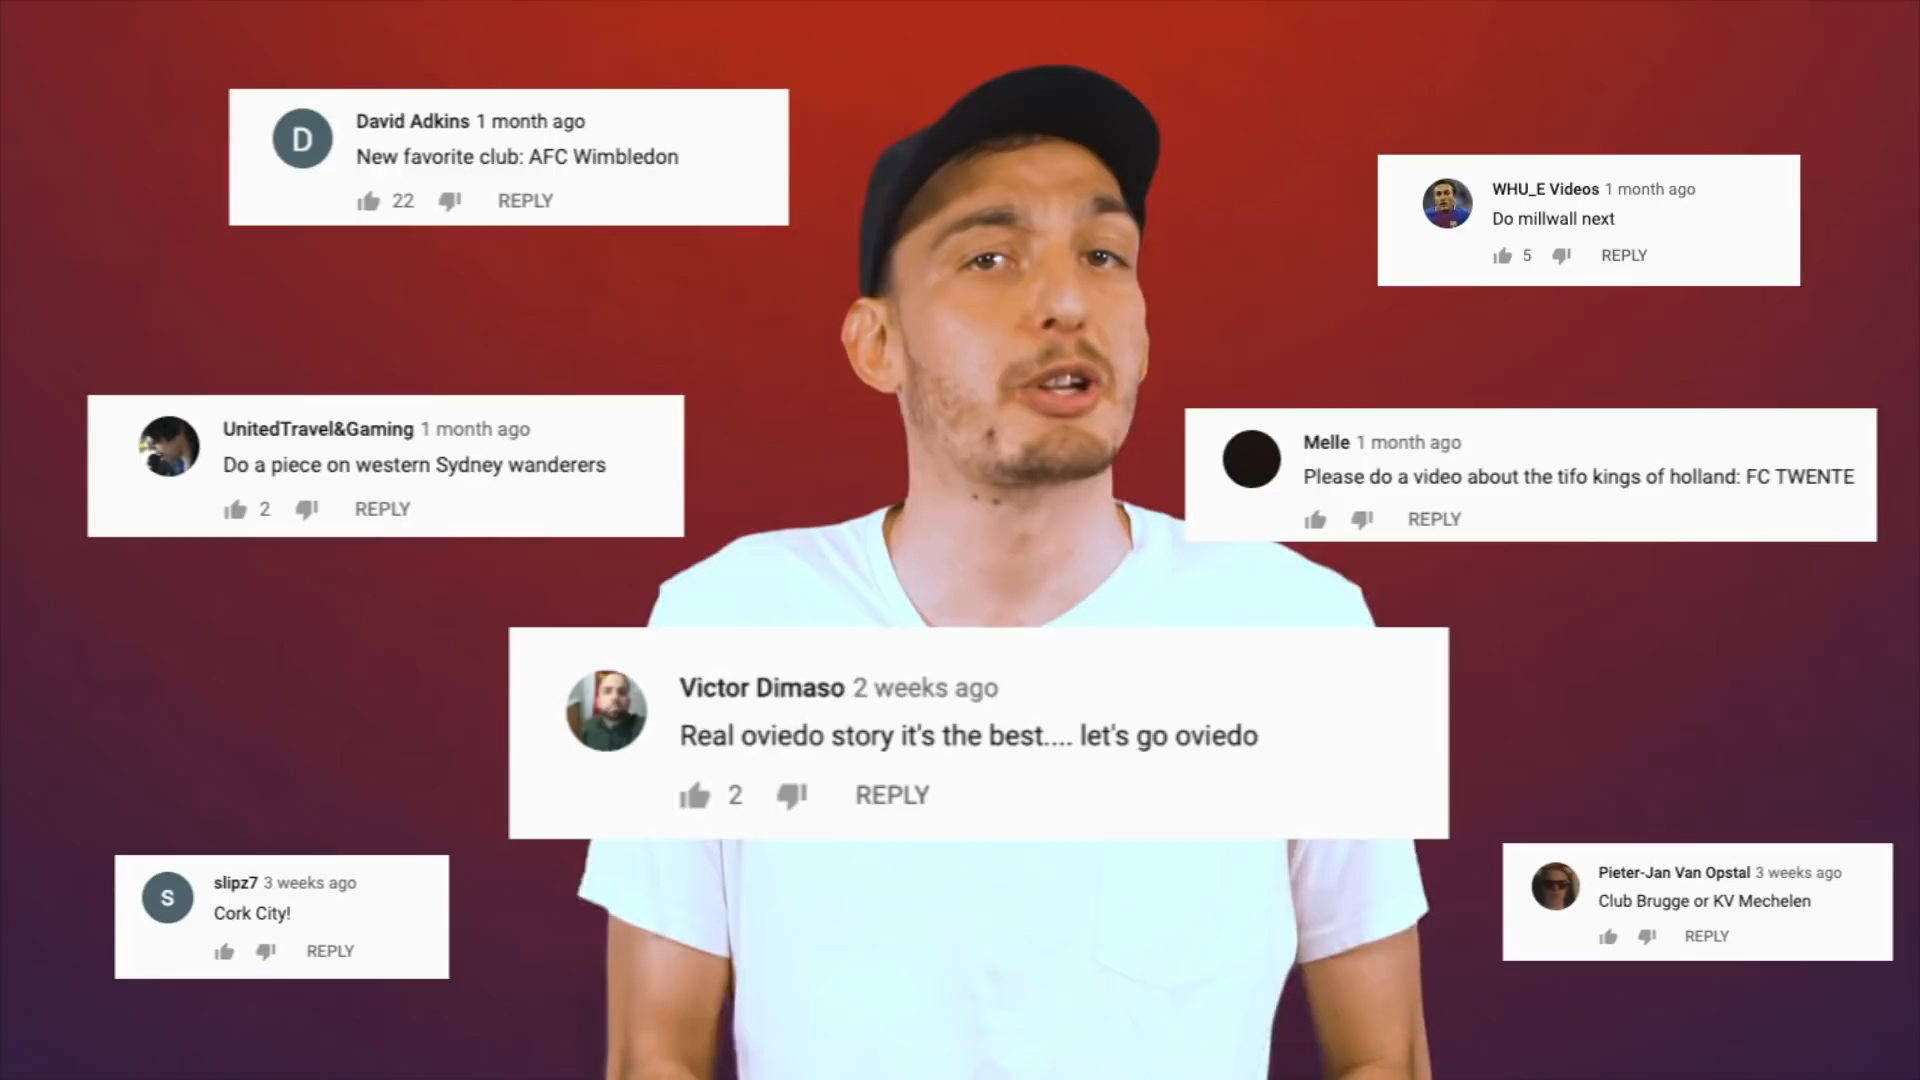 D
David Adkins 1 month ago
New favorite club: AFC Wimbledon
22 REPLY
WHU_E Videos 1 month ago
Do millwall next
5 REPLY
UnitedTravel&Gaming 1 month ago
Do a piece on western Sydney wanderers
2 REPLY
Melle 1 month ago
Please do a video about the tifo kings of holland: FC TWENTE
REPLY
Victor Dimaso 2 weeks ago
Real oviedo story it's the best.... let's go oviedo
2 REPLY
S
slipz7 3 weeks ago
Cork City!
REPLY
Pieter-Jan Van Opstal 3 weeks ago
Club Brugge or KV Mechelen
REPLY